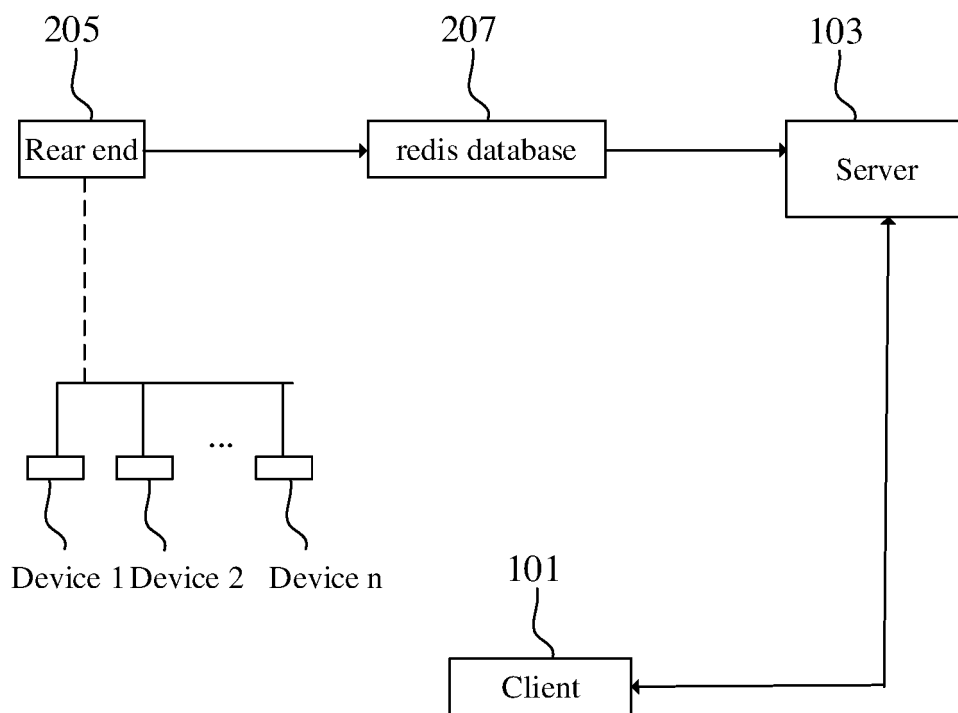 205
207
103
Rear end
redis database
Server
...
Device 1
Device 2
Device n
101
Client